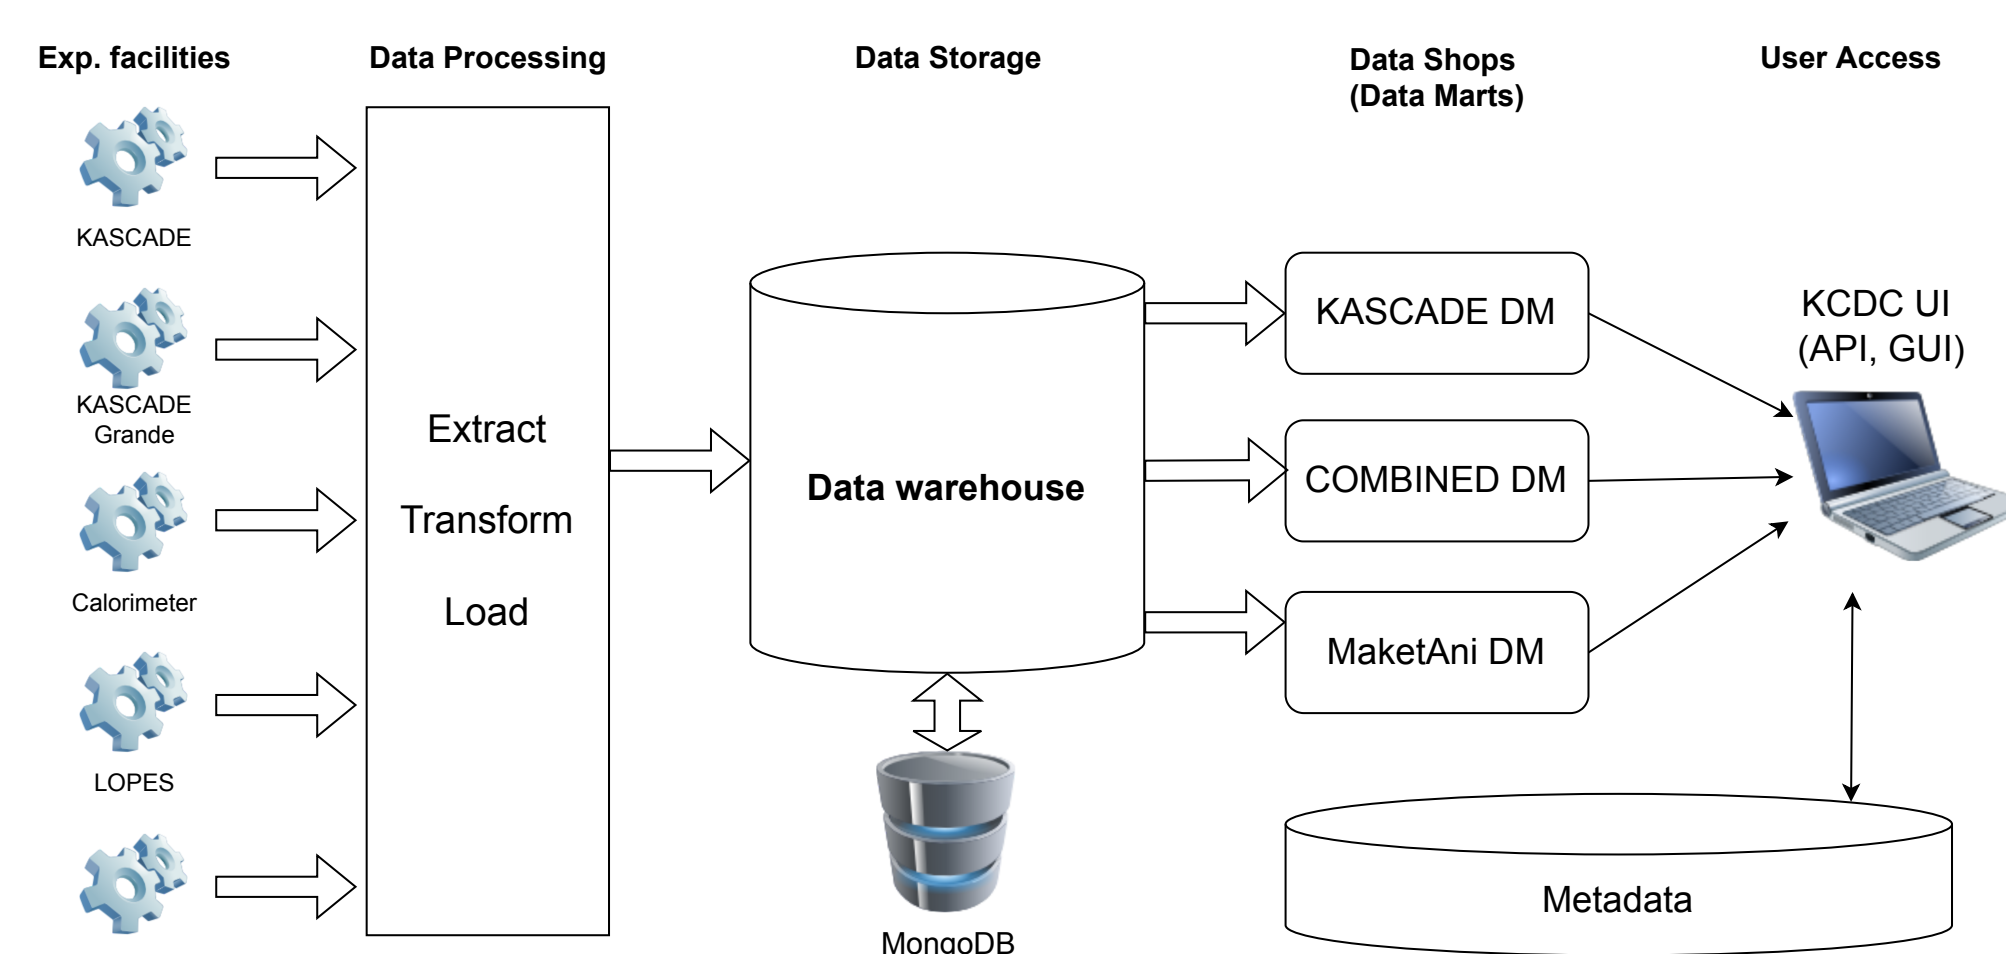 Exp. facilities
Data Processing
Data Storage
Data Shops
(Data Marts)
User Access
KASCADE
KASCADE
Grande
Calorimeter
LOPES
Extract
Transform
Load
Data warehouse
MongoDB
KASCADE DM
COMBINED DM
MaketAni DM
KCDC UI
(API, GUI)
Metadata